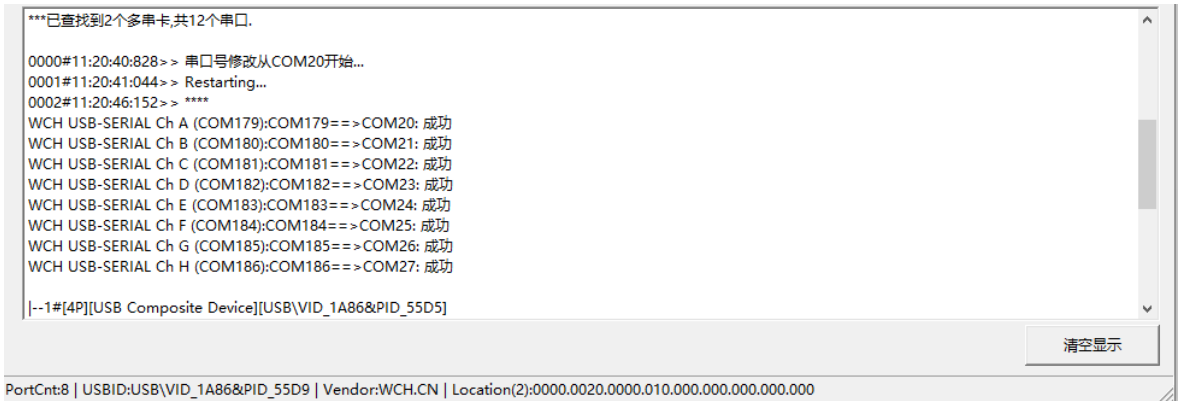 ***已查找到2个多串卡,共12个串口.
0000#11:20:40:828>> 串口号修改从COM20开始...
0001#11:20:41:044>> Restarting...
0002#11:20:46:152>> ****
WCH USB-SERIAL Ch A (COM179):COM179==>COM20: 成功
WCH USB-SERIAL Ch B (COM180):COM180==>COM21: 成功
WCH USB-SERIAL Ch C (COM181):COM181==>COM22: 成功
WCH USB-SERIAL Ch D (COM182):COM182==>COM23: 成功
WCH USB-SERIAL Ch E (COM183):COM183==>COM24: 成功
WCH USB-SERIAL Ch F (COM184):COM184==>COM25: 成功
WCH USB-SERIAL Ch G (COM185):COM185==>COM26: 成功
WCH USB-SERIAL Ch H (COM186):COM186==>COM27: 成功
|--1#[4P][USB Composite Device][USB\VID_1A86&PID_55D5]
清空显示
PortCnt:8 | USBID:USB\VID_1A86&PID_55D9 | Vendor:WCH.CN | Location(2):0000.0020.0000.010.000.000.000.000.000